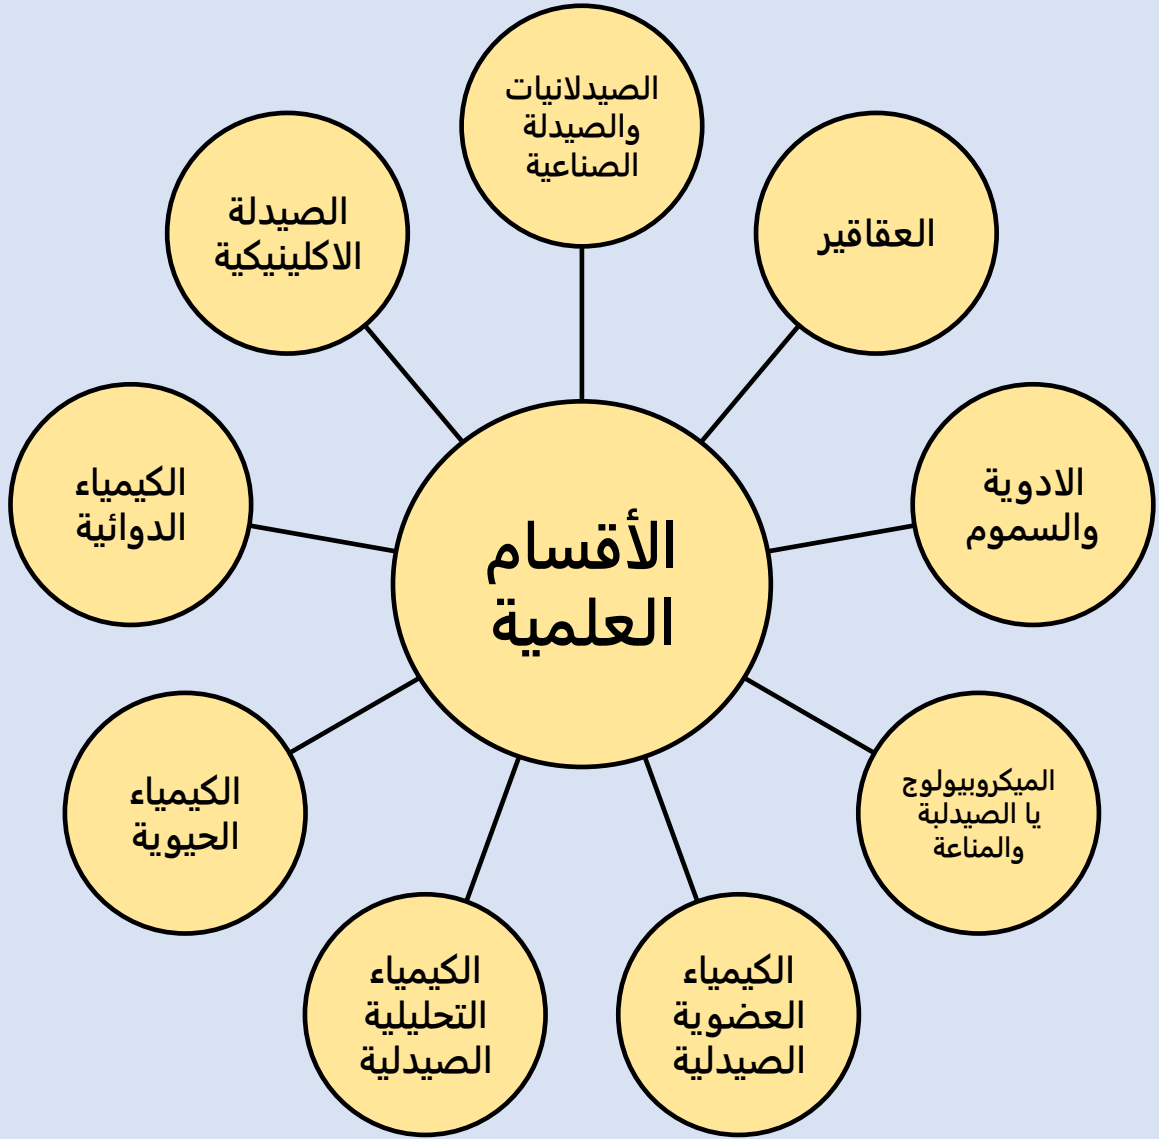 الصيدلانيات
والصيدلة
الصناعية
العقاقير
الادوية
والسموم
الميكروبيولوج
يا الصيدلبة
والمناعة
الكيمياء
العضوية
الصيدلية
الكيمياء
التحليلية
الصيدلية
الكيمياء
الحيوية
الكيمياء
الدوائية
الصيدلة
الاكلينيكية
الأقسام
العلمية